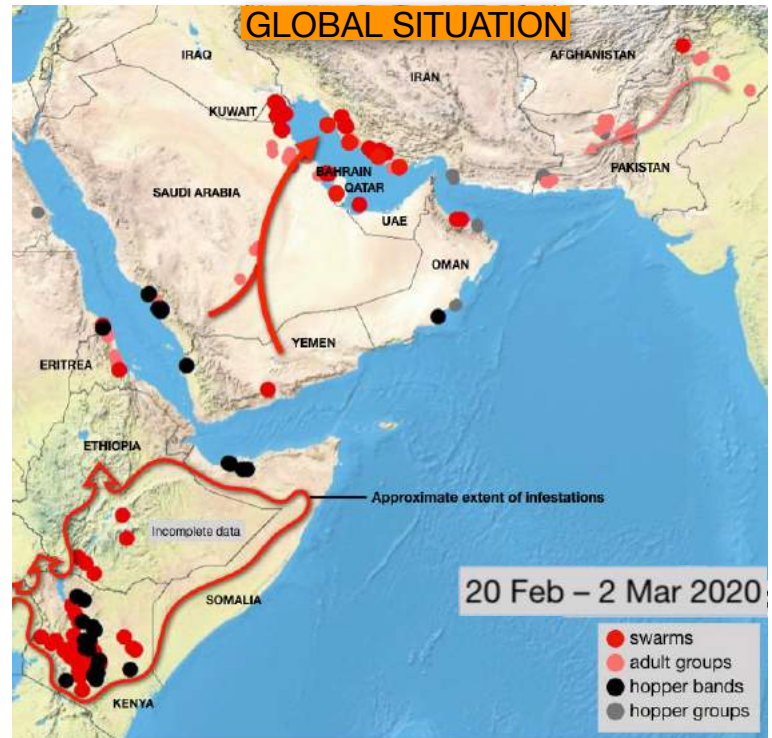 GLOBAL SITUATION
IRAQ
AFGHANISTAN
IRAN
KUWAIT
PAKISTAN
BAHRAIN
QATAR
SAUDI ARABIA
UAE
OMAN
YEMEN
ERITREA
ETHIOPIA
Approximate extent of infestations
Incomplete data
SOMALIA
KENYA
20 Feb – 2 Mar 2020
swarms
adult groups
hopper bands
hopper groups